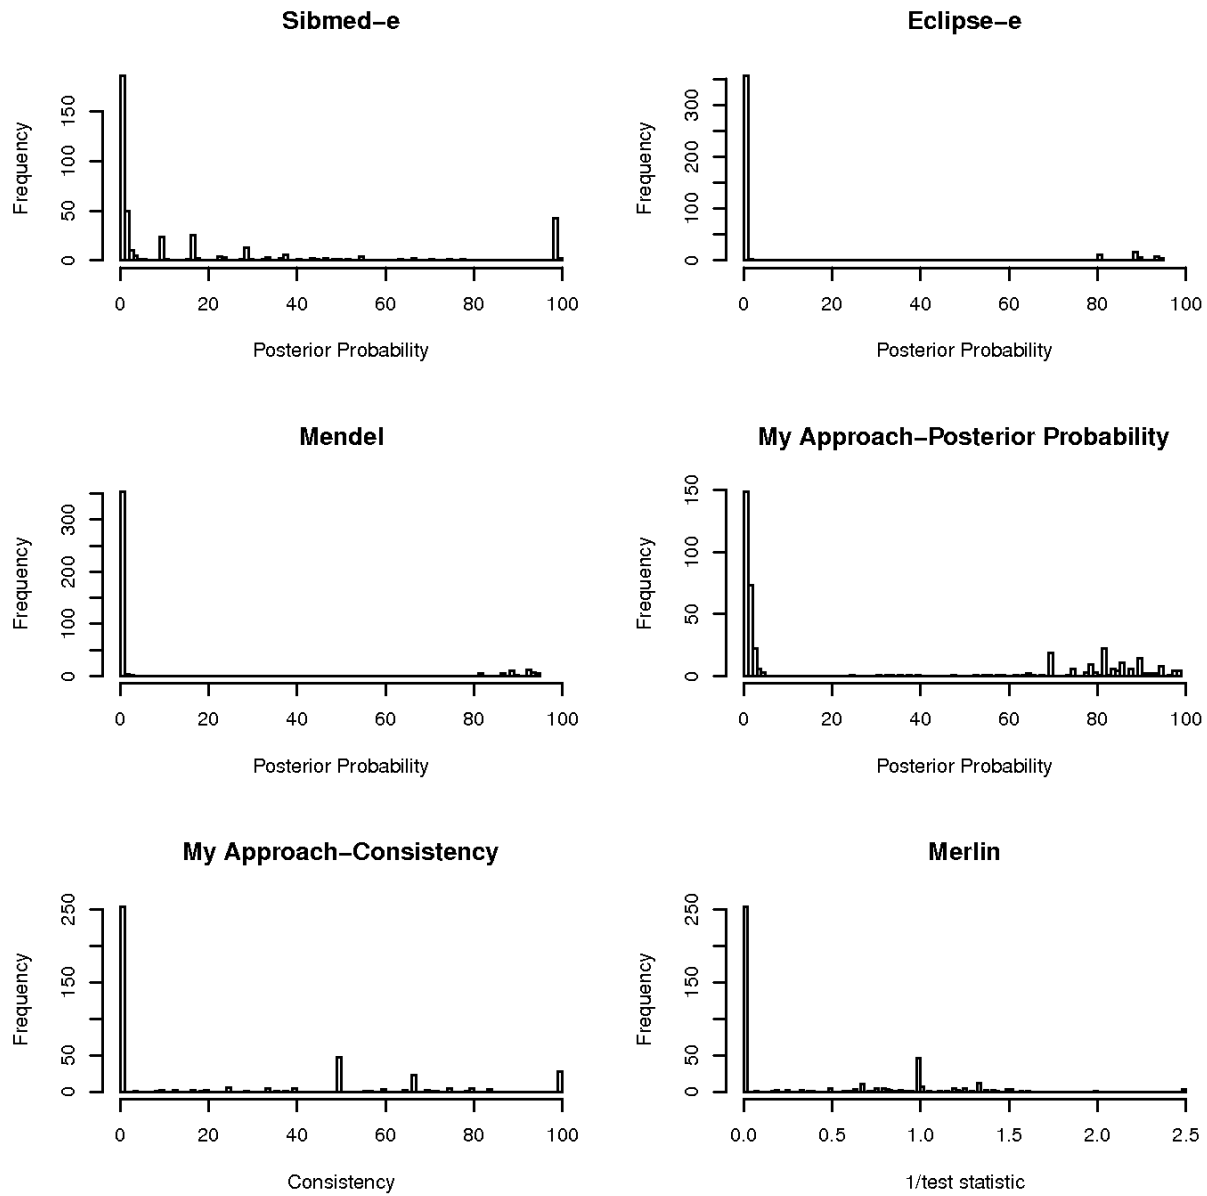 Sibmed−e
Frequency
0 50 100 150
0 20 40 60 80 100
Posterior Probability
Eclipse−e
Frequency
0 100 200 300
0 20 40 60 80 100
Posterior Probability
Mendel
Frequency
0 100 200 300
0 20 40 60 80 100
Posterior Probability
My Approach−Posterior Probability
Frequency
0 50 100 150
0 20 40 60 80 100
Posterior Probability
My Approach−Consistency
Frequency
0 50 150 250
0 20 40 60 80 100
Consistency
Merlin
Frequency
0 50 150 250
0.0 0.5 1.0 1.5 2.0 2.5
1/test statistic